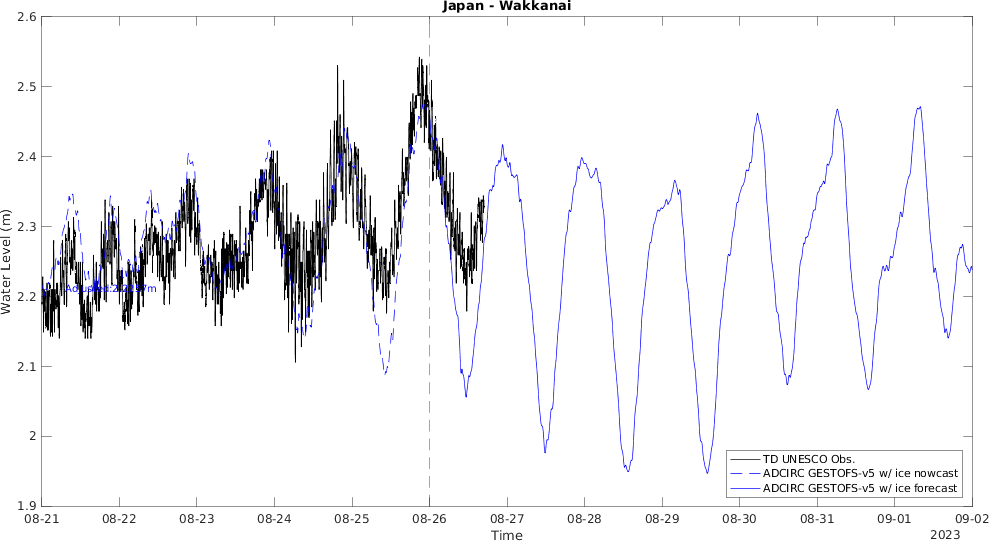 Japan - Wakkanai
Water Level (m)
2.6
2.5
2.4
2.3
2.2
2.1
2
1.9
TD UNESCO Obs.
ADCIRC GESTOFS-v5 w/ ice nowcast
ADCIRC GESTOFS-v5 w/ ice forecast
08-21 08-22 08-23 08-24 08-25 08-26 08-27 08-28 08-29 08-30 08-31 09-01 09-02
Time
2023